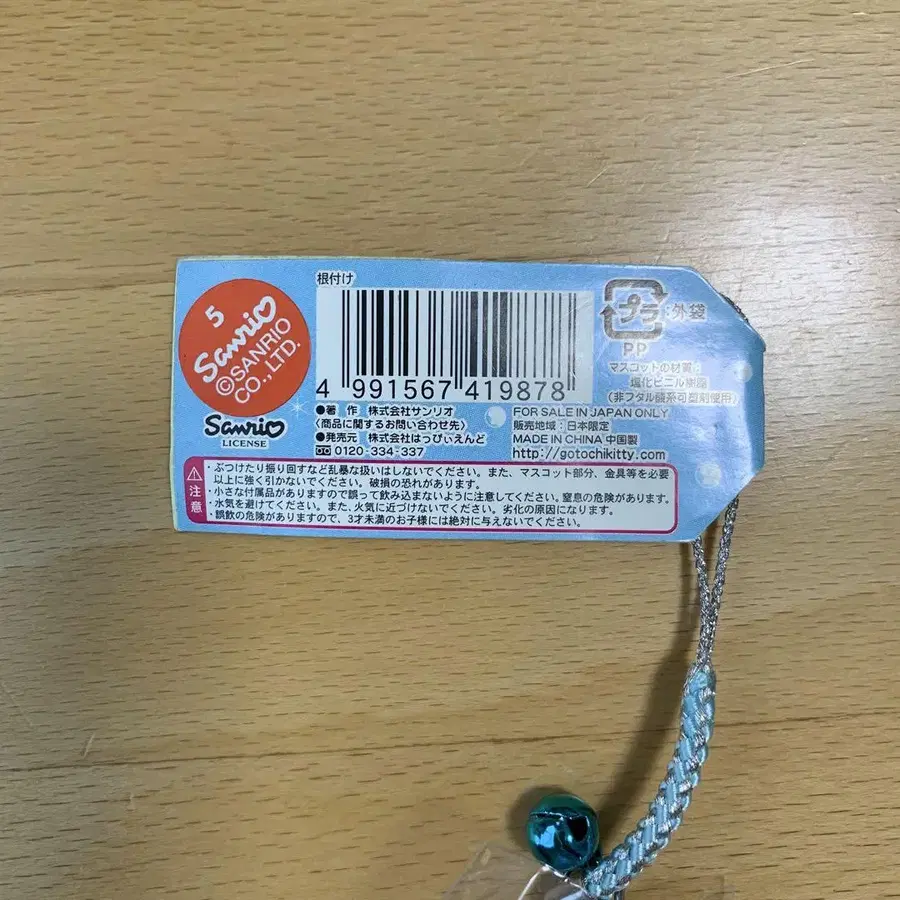 5
Sanrio
©SANRIO
CO., LTD.
Sanrio
LICENSE
根付け
4 991567 419878
●著 作 株式会社サンリオ
〈商品に関するお問い合わせ先〉
●発売元 株式会社はっぴぃえんど
0120-334-337
プラ :外袋
PP
マスコットの材質:
塩化ビニル樹脂
(非フタル酸系可塑剤使用)
FOR SALE IN JAPAN ONLY
販売地域:日本限定
MADE IN CHINA 中国製
http://gotochikitty.com/
注意
・ぶつけたり振り回すなど乱暴な扱いはしないでください。また、マスコット部分、金具等を必要
以上に強く引かないでください。破損の恐れがあります。
・小さな付属品がありますので誤って飲み込まないように注意してください。窒息の危険があります。
・水気を避けてください。また、火気に近づけないでください。劣化の原因になります。
・誤飲の危険がありますので、3才未満のお子様には絶対に与えないでください。